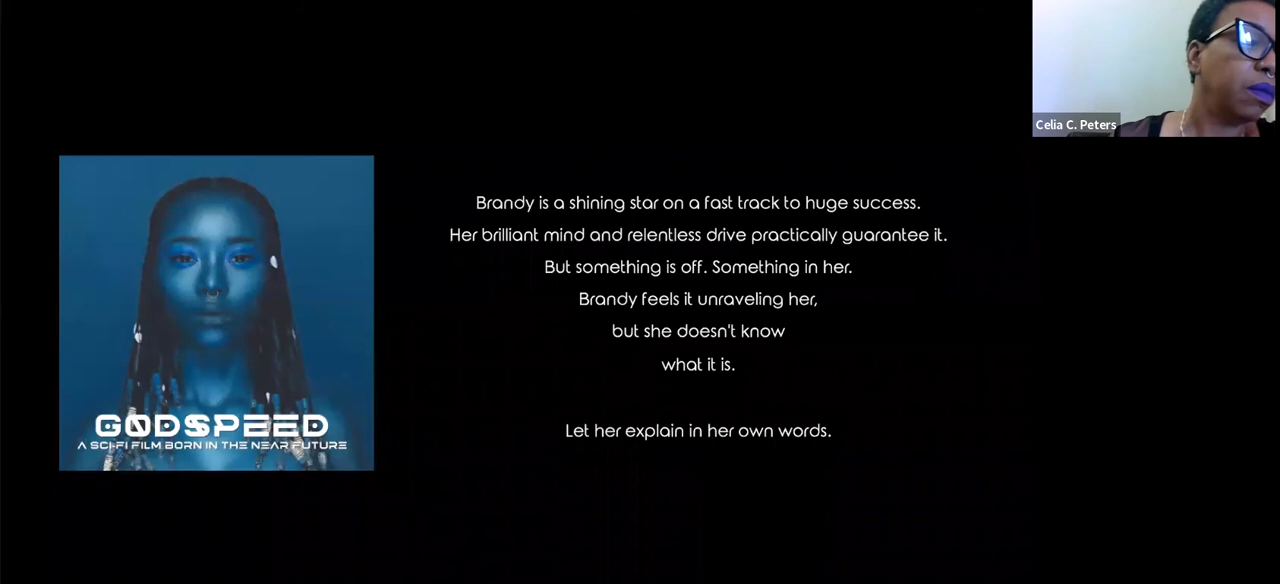 Celia C. Peters
Brandy is a shining star on a fast track to huge success.
Her brilliant mind and relentless drive practically guarantee it.
But something is off. Something in her.
Brandy feels it unraveling her,
but she doesn't know
what it is.
Let her explain in her own words.
GODSPEED
A SCI-FI FILM BORN IN THE NEAR FUTURE